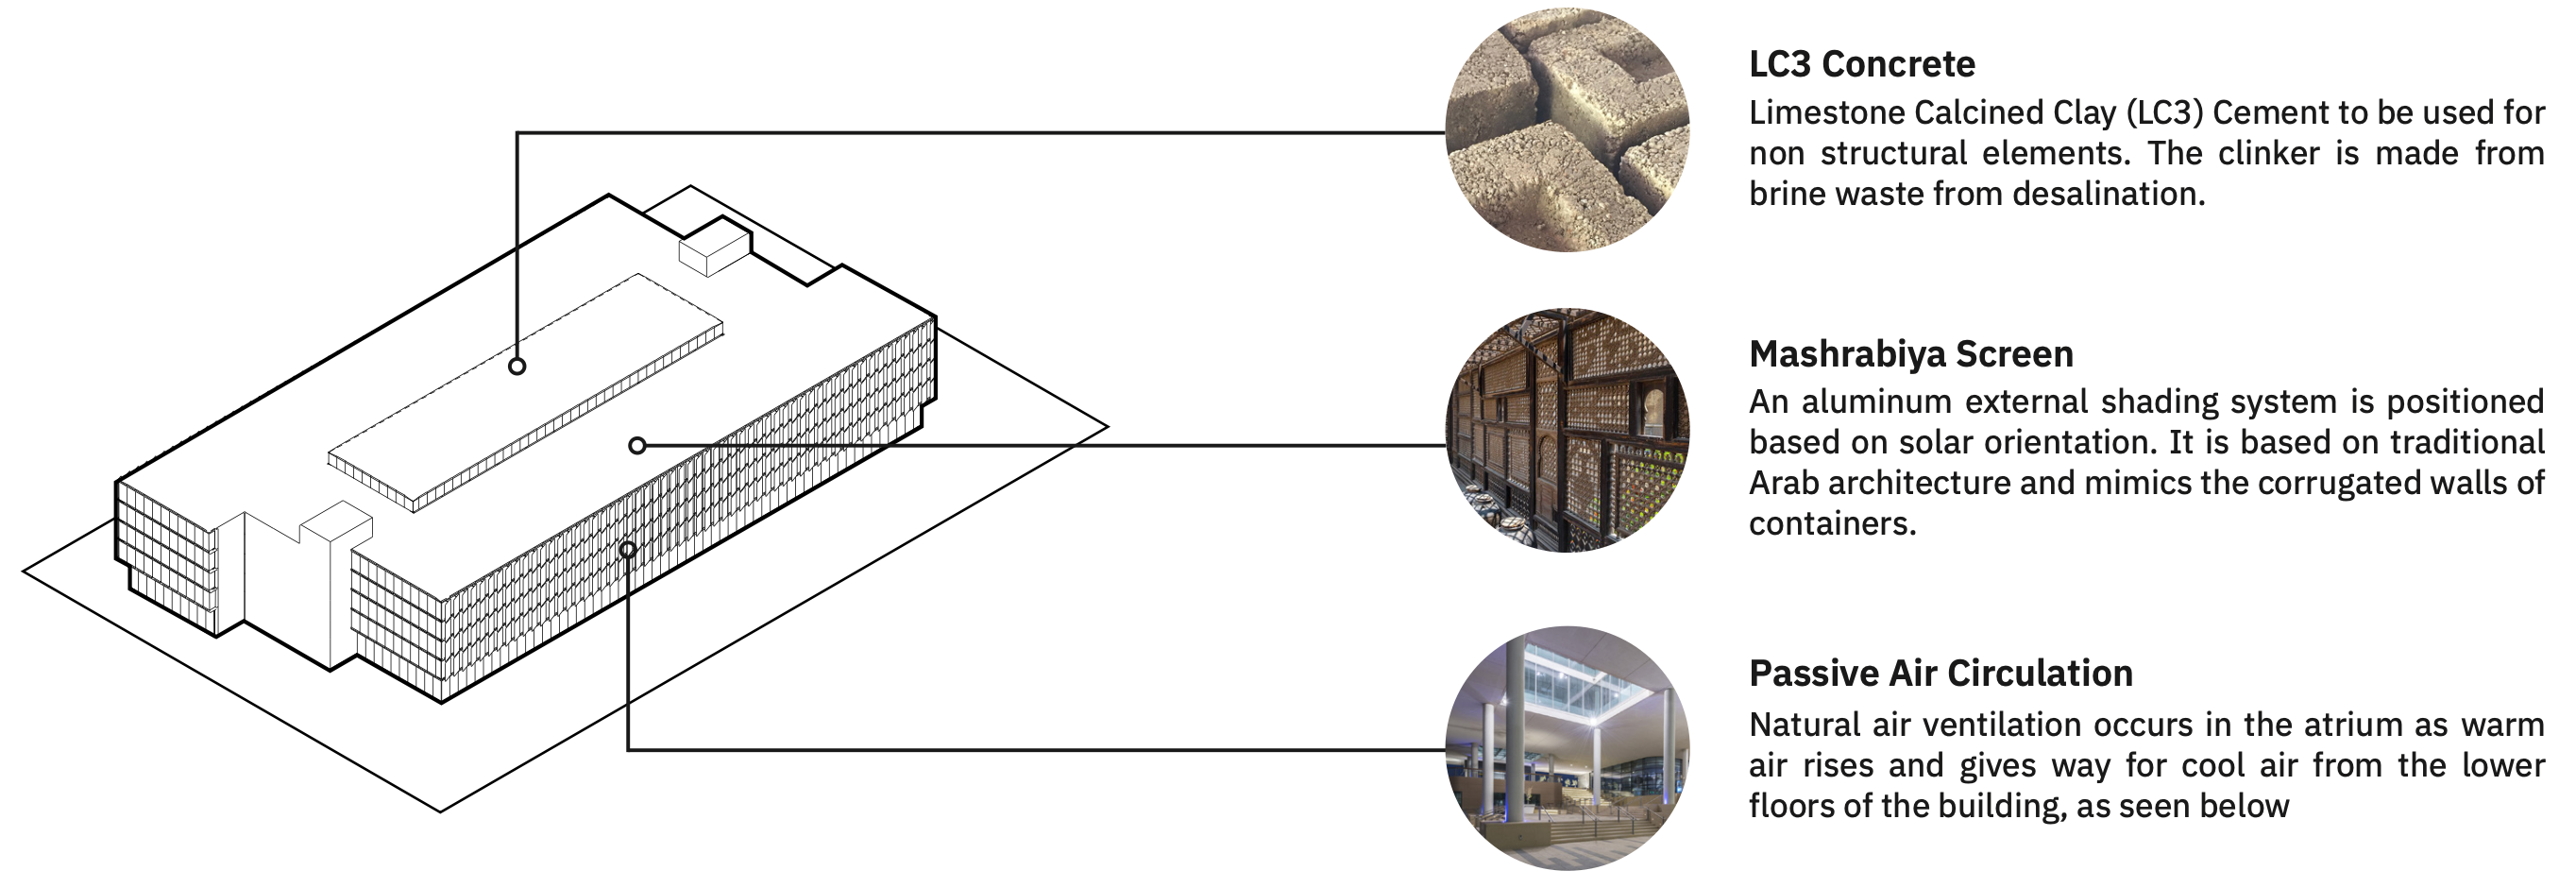 LC3 Concrete
Limestone Calcined Clay (LC3) Cement to be used for
non structural elements. The clinker is made from
brine waste from desalination.
Mashrabiya Screen
An aluminum external shading system is positioned
based on solar orientation. It is based on traditional
Arab architecture and mimics the corrugated walls of
containers.
Passive Air Circulation
Natural air ventilation occurs in the atrium as warm
air rises and gives way for cool air from the lower
floors of the building, as seen below